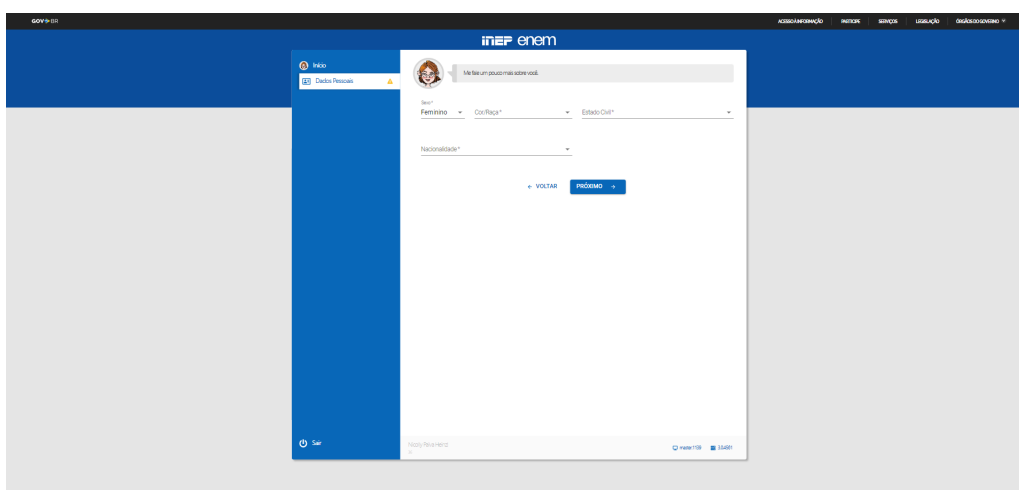 GOV BR
ACESSO À INFORMAÇÃO PARTICIPE SERVIÇOS LEGISLAÇÃO ÓRGÃOS DO GOVERNO
inep enem
Início
Dados Pessoais
Me fale um pouco mais sobre você.
Sexo *
Feminino
Cor/Raça *
Estado Civil *
Nacionalidade *
← VOLTAR
PRÓXIMO →
Sair